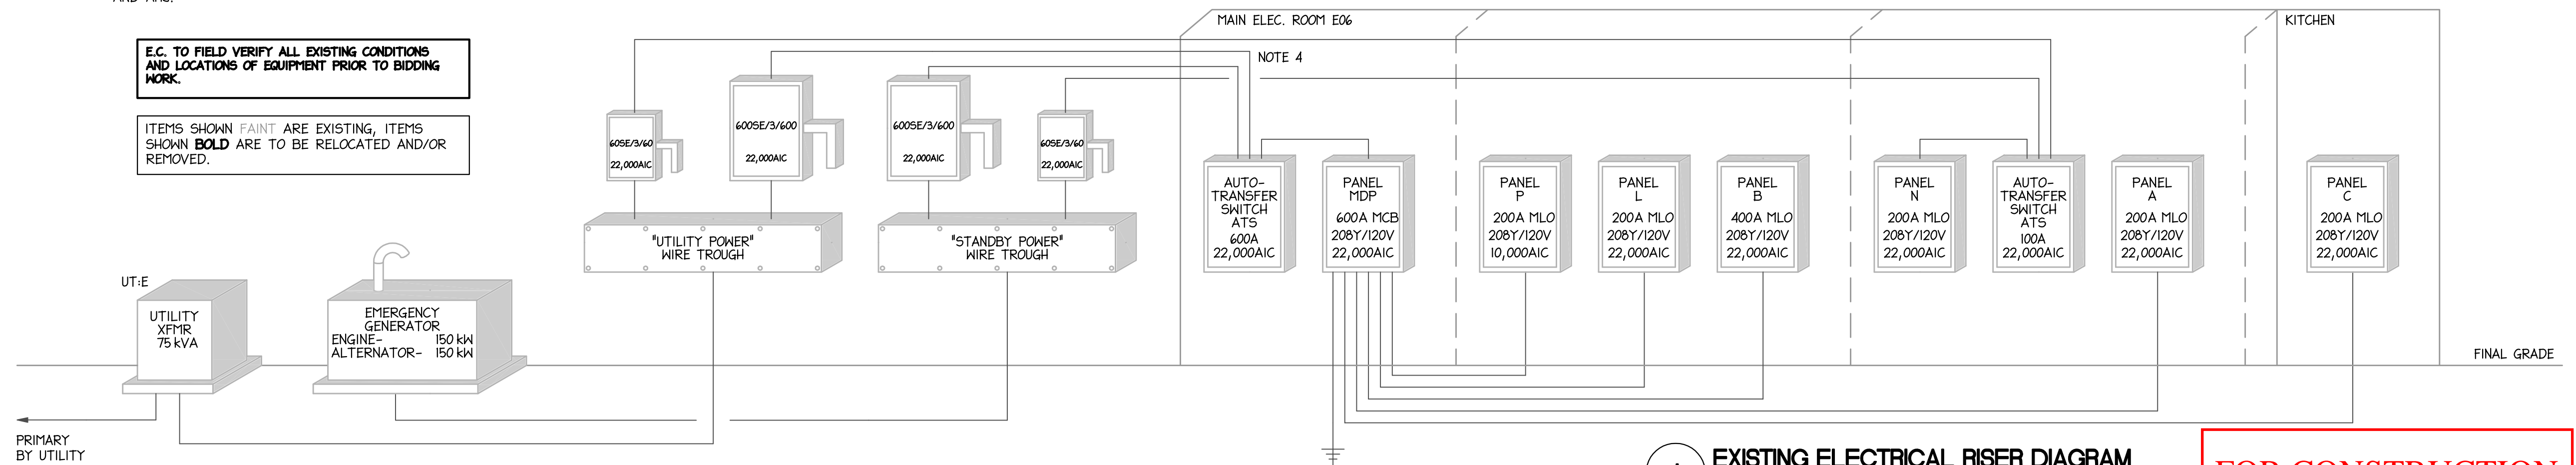 E.C. TO FIELD VERIFY ALL EXISTING CONDITIONS
AND LOCATIONS OF EQUIPMENT PRIOR TO BIDDING
WORK.
ITEMS SHOWN FAINT ARE EXISTING, ITEMS
SHOWN BOLD ARE TO BE RELOCATED AND/OR
REMOVED.
UT:E
UTILITY
XFMR
75 kVA
EMERGENCY
GENERATOR
ENGINE- 150 kW
ALTERNATOR- 150 kW
PRIMARY
BY UTILITY
60SE/3/60
22,000AIC
600SE/3/600
22,000AIC
600SE/3/600
22,000AIC
60SE/3/60
22,000AIC
"UTILITY POWER"
WIRE TROUGH
"STANDBY POWER"
WIRE TROUGH
MAIN ELEC. ROOM E06
NOTE 4
KITCHEN
AUTO-
TRANSFER
SWITCH
ATS
600A
22,000AIC
PANEL
MDP
600A MCB
208Y/120V
22,000AIC
PANEL
P
200A MLO
208Y/120V
10,000AIC
PANEL
L
200A MLO
208Y/120V
22,000AIC
PANEL
B
400A MLO
208Y/120V
22,000AIC
PANEL
N
200A MLO
208Y/120V
22,000AIC
AUTO-
TRANSFER
SWITCH
ATS
100A
22,000AIC
PANEL
A
200A MLO
208Y/120V
22,000AIC
PANEL
C
200A MLO
208Y/120V
22,000AIC
FINAL GRADE
EXISTING ELECTRICAL RISER DIAGRAM
FOR CONSTRUCTION